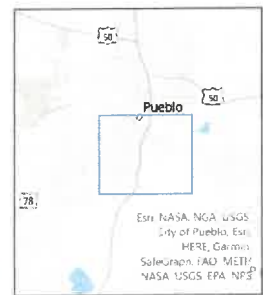 50
Pueblo
50
78
Esri, NASA, NGA, USGS,
City of Pueblo, Esri,
HERE, Garmin,
SafeGraph, FAO, METI/
NASA, USGS, EPA, NPS